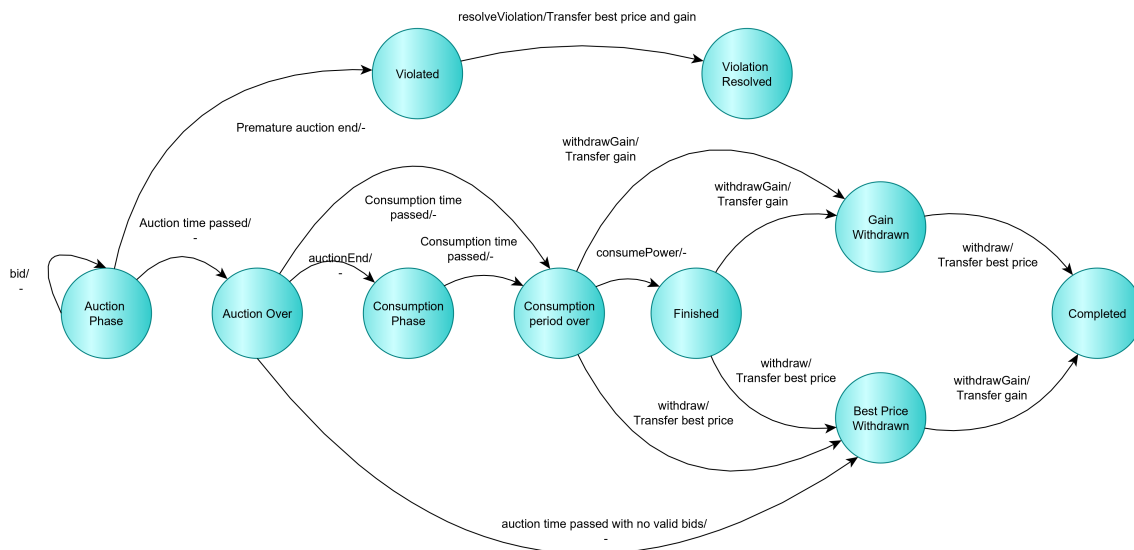 resolveViolation/Transfer best price and gain
Violated
Violation
Resolved
Premature auction end/-
withdrawGain/
Transfer gain
withdrawGain/
Transfer gain
Consumption time
passed/-
Auction time passed/
-
Consumption time
passed/-
auctionEnd/
-
consumePower/-
Gain
Withdrawn
withdraw/
Transfer best price
bid/
-
Auction
Phase
Auction Over
Consumption
Phase
Consumption
period over
Finished
Completed
withdraw/
Transfer best price
withdraw/
Transfer best price
Best Price
Withdrawn
withdrawGain/
Transfer gain
auction time passed with no valid bids/
-